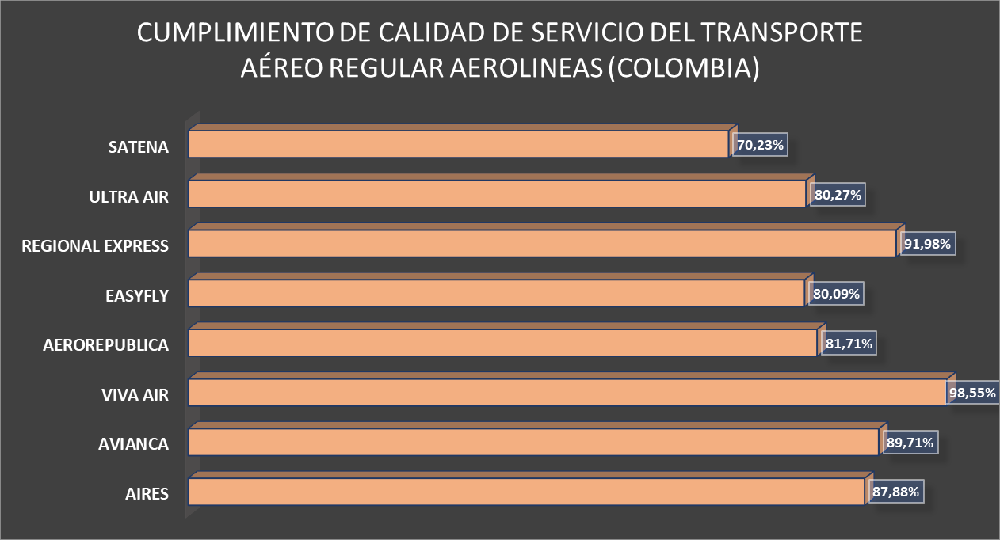 CUMPLIMIENTO DE CALIDAD DE SERVICIO DEL TRANSPORTE
AÉREO REGULAR AEROLINEAS (COLOMBIA)
SATENA 70,23%
ULTRA AIR 80,27%
REGIONAL EXPRESS 91,98%
EASYFLY 80,09%
AEROREPUBLICA 81,71%
VIVA AIR 98,55%
AVIANCA 89,71%
AIRES 87,88%